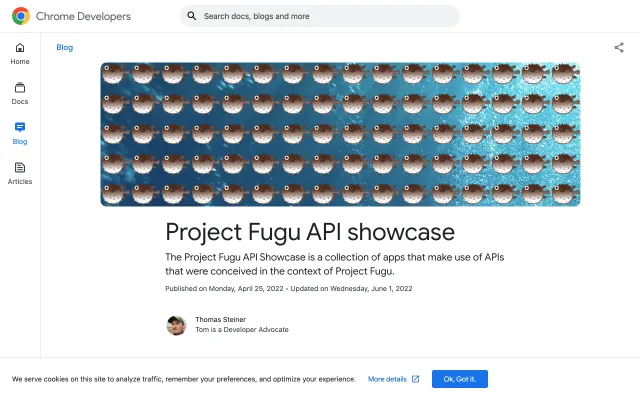 Chrome Developers
Search docs, blogs and more
Home
Docs
Blog
Articles
Blog
Project Fugu API showcase
The Project Fugu API Showcase is a collection of apps that make use of APIs
that were conceived in the context of Project Fugu.
Published on Monday, April 25, 2022 • Updated on Wednesday, June 1, 2022
Thomas Steiner
Tom is a Developer Advocate
We serve cookies on this site to analyze traffic, remember your preferences, and optimize your experience.
More details
Ok, Got it.